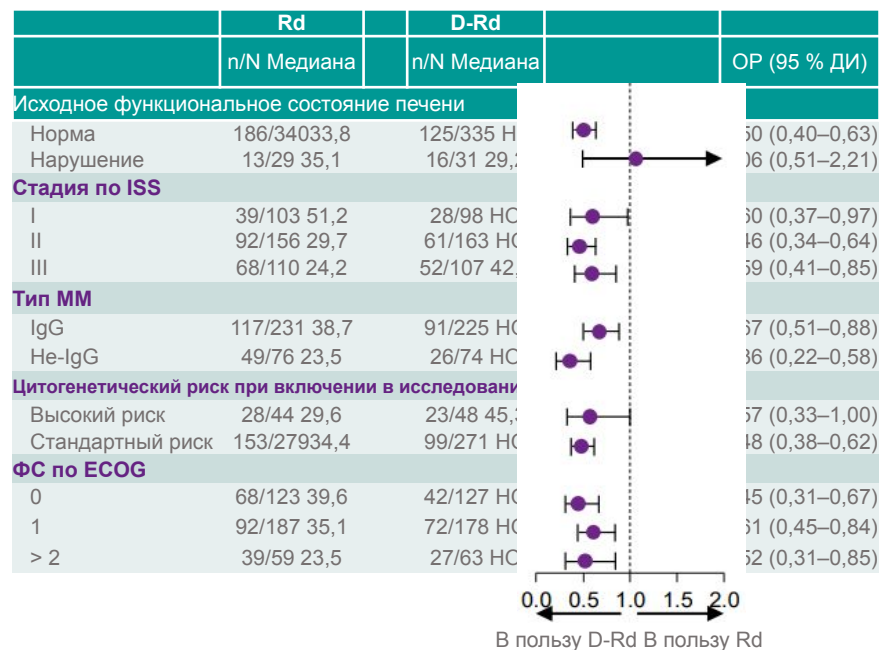 Rd D-Rd
n/N Медиана n/N Медиана ОР (95 % ДИ)
Исходное функциональное состояние печени
Норма 186/34033,8 125/335 Н 50 (0,40–0,63)
Нарушение 13/29 35,1 16/31 29, 06 (0,51–2,21)
Стадия по ISS
I 39/103 51,2 28/98 НС 60 (0,37–0,97)
II 92/156 29,7 61/163 НС 46 (0,34–0,64)
III 68/110 24,2 52/107 42, 59 (0,41–0,85)
Тип ММ
IgG 117/231 38,7 91/225 НС 67 (0,51–0,88)
Не-IgG 49/76 23,5 26/74 НС 36 (0,22–0,58)
Цитогенетический риск при включении в исследовани
Высокий риск 28/44 29,6 23/48 45, 57 (0,33–1,00)
Стандартный риск 153/27934,4 99/271 НС 48 (0,38–0,62)
ФС по ECOG
0 68/123 39,6 42/127 НС 45 (0,31–0,67)
1 92/187 35,1 72/178 НС 61 (0,45–0,84)
> 2 39/59 23,5 27/63 НС 52 (0,31–0,85)
0.0 0.5 1.0 1.5 2.0
В пользу D-Rd В пользу Rd